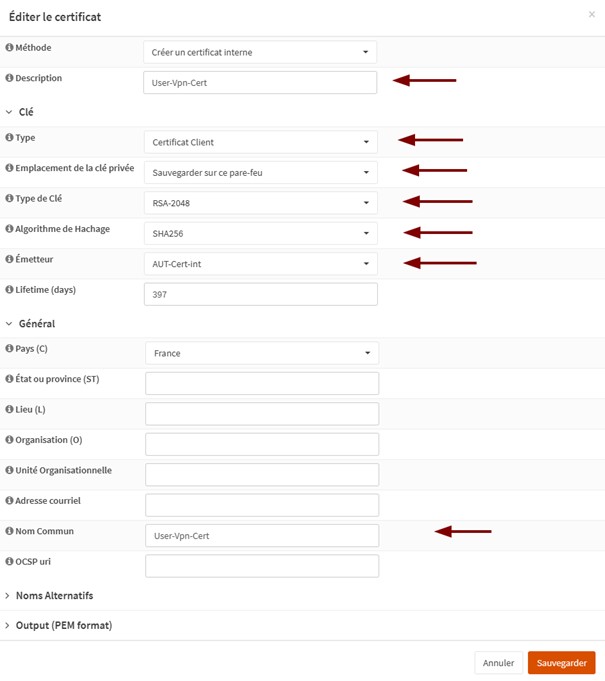 Éditer le certificat
×
Méthode
Créer un certificat interne
Description
User-Vpn-Cert
Clé
Type
Certificat Client
Emplacement de la clé privée
Sauvegarder sur ce pare-feu
Type de Clé
RSA-2048
Algorithme de Hachage
SHA256
Émetteur
AUT-Cert-int
Lifetime (days)
397
Général
Pays (C)
France
État ou province (ST)
Lieu (L)
Organisation (O)
Unité Organisationnelle
Adresse courriel
Nom Commun
User-Vpn-Cert
OCSP uri
Noms Alternatifs
Output (PEM format)
Annuler
Sauvegarder